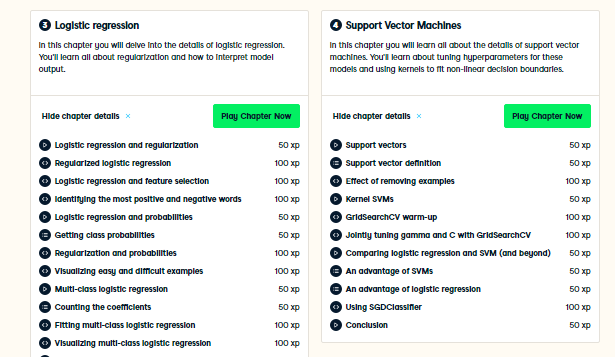 3 Logistic regression
In this chapter you will delve into the details of logistic regression.
You'll learn all about regularization and how to interpret model
output.
Hide chapter details ×
Play Chapter Now
Logistic regression and regularization 50 xp
Regularized logistic regression 100 xp
Logistic regression and feature selection 100 xp
Identifying the most positive and negative words 100 xp
Logistic regression and probabilities 50 xp
Getting class probabilities 50 xp
Regularization and probabilities 100 xp
Visualizing easy and difficult examples 100 xp
Multi-class logistic regression 50 xp
Counting the coefficients 50 xp
Fitting multi-class logistic regression 100 xp
Visualizing multi-class logistic regression 100 xp
4 Support Vector Machines
In this chapter you will learn all about the details of support vector
machines. You'll learn about tuning hyperparameters for these
models and using kernels to fit non-linear decision boundaries.
Hide chapter details ×
Play Chapter Now
Support vectors 50 xp
Support vector definition 50 xp
Effect of removing examples 100 xp
Kernel SVMs 50 xp
GridSearchCV warm-up 100 xp
Jointly tuning gamma and C with GridSearchCV 100 xp
Comparing logistic regression and SVM (and beyond) 50 xp
An advantage of SVMs 50 xp
An advantage of logistic regression 50 xp
Using SGDClassifier 100 xp
Conclusion 50 xp